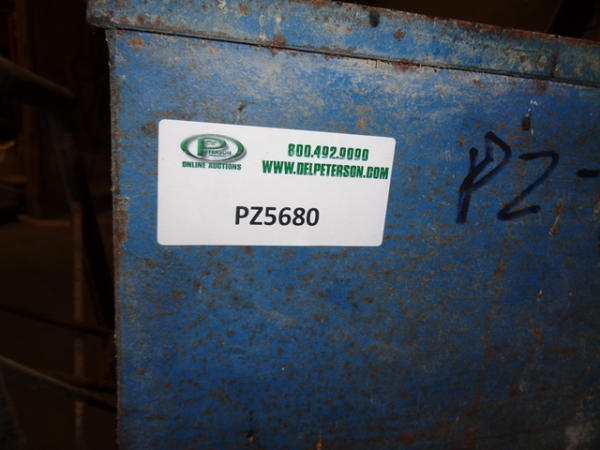 PETERSON
ONLINE AUCTIONS
800.492.9090
WWW.DELPETERSON.COM
PZ5680
PZ-